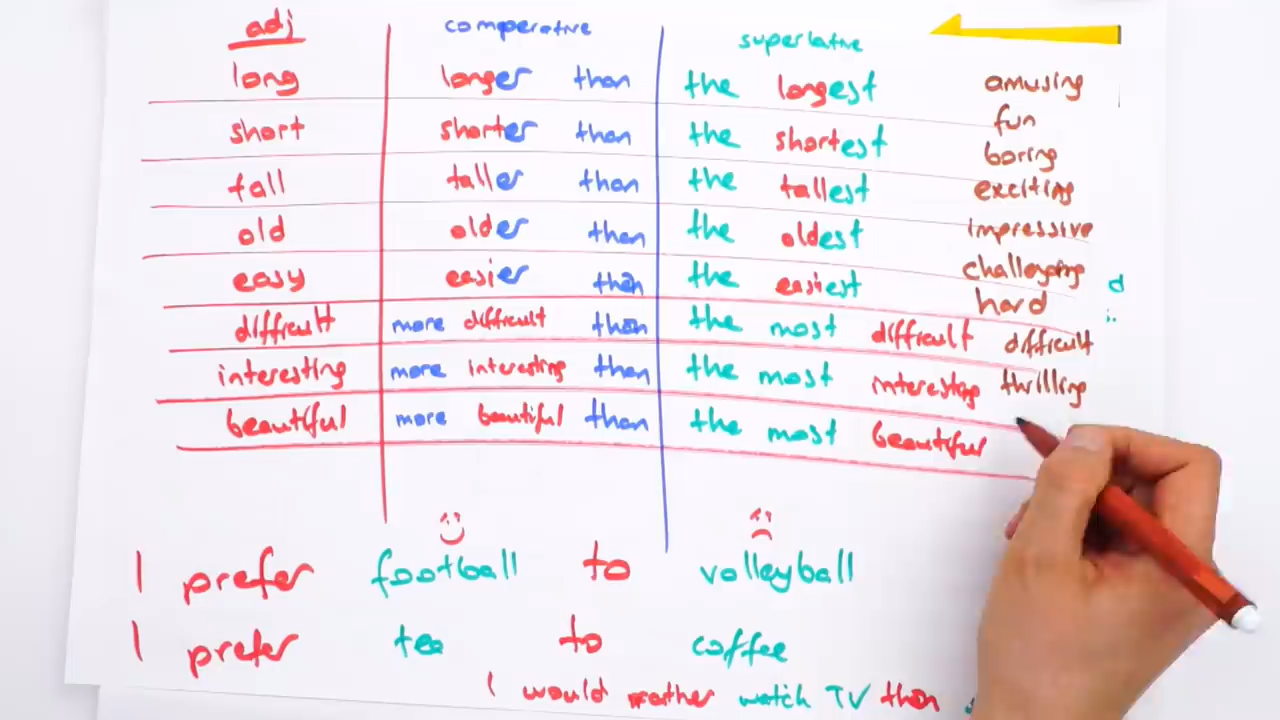 adj comperative superlative
long longer than the longest amusing
fun
short shorter than the shortest
boring
tall taller than the tallest exciting
old older than the oldest impressive
easy easier than the easiest challenging d
hard
difficult more difficult than the most difficult difficult
interesting more interesting than the most interesting thrilling
beautiful more beautiful than the most beautiful
I prefer football to volleyball
I prefer tea to coffee
I would rather watch TV than